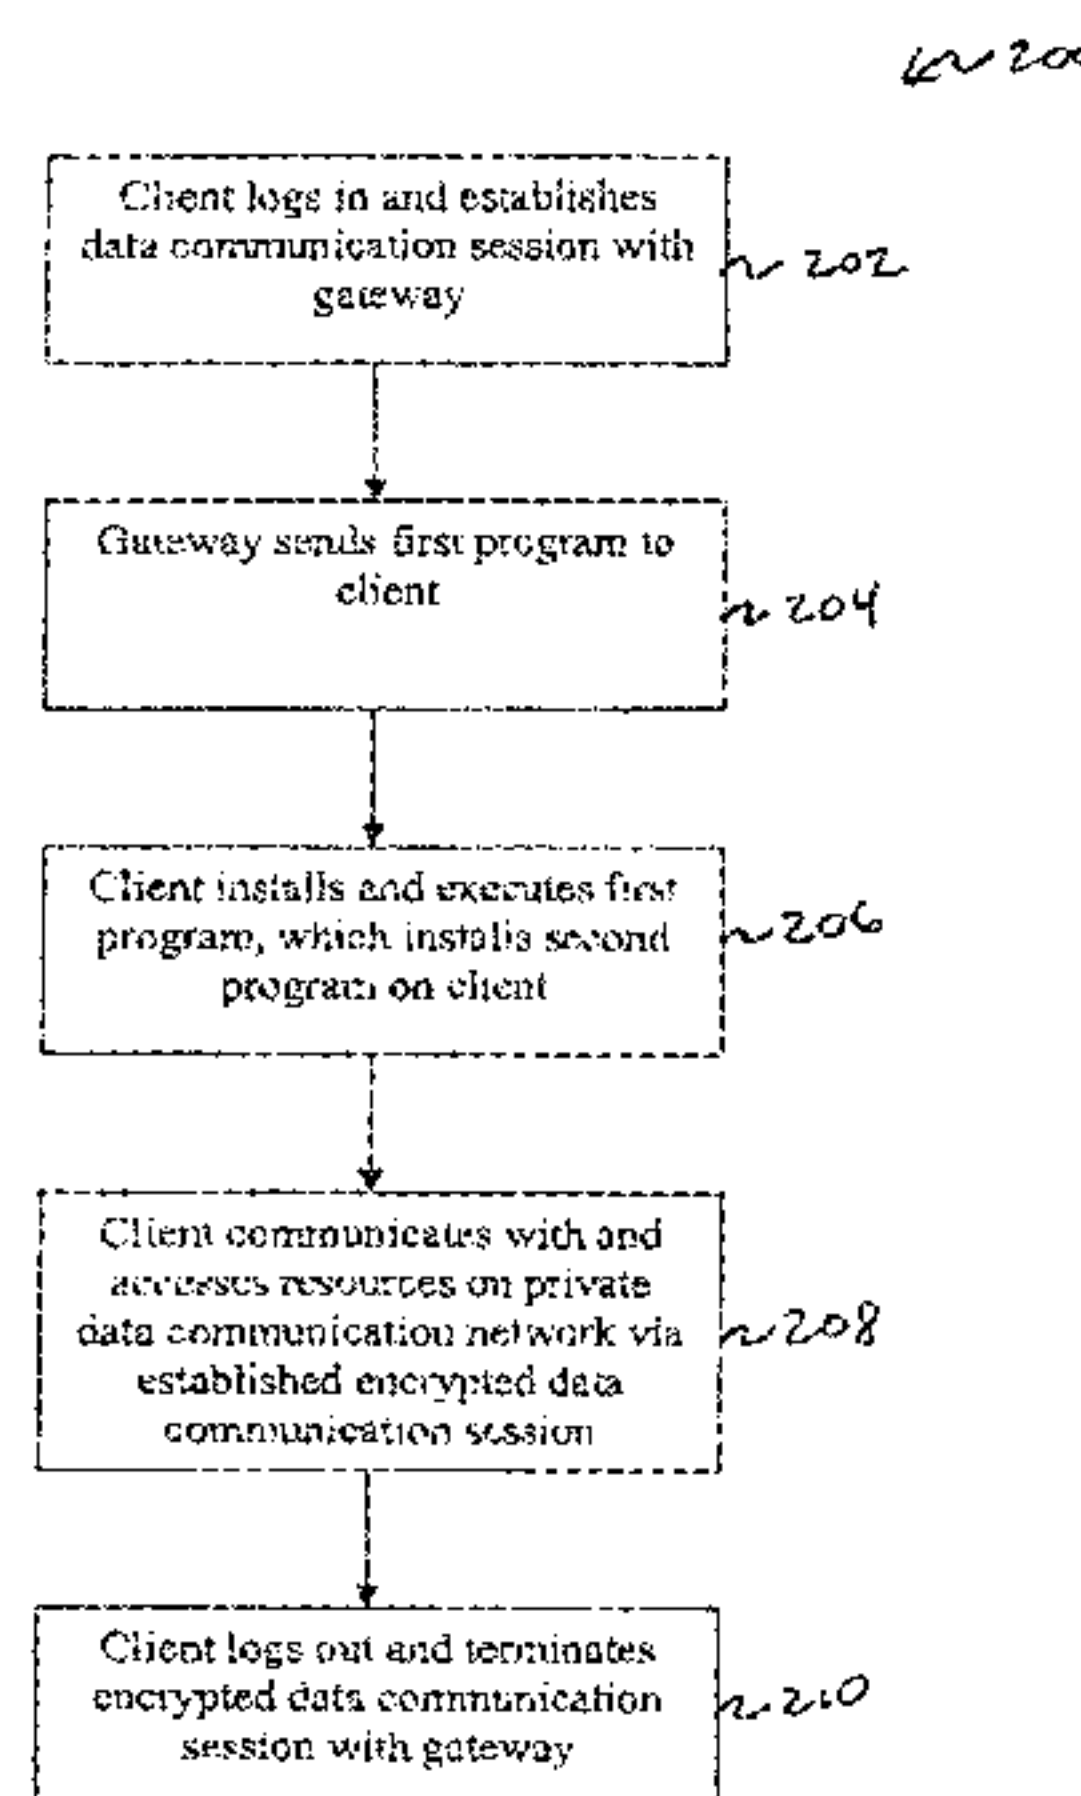 200
Client logs in and establishes
data communication session with
gateway
202
Gateway sends first program to
client
204
Client installs and executes first
program, which installs second
program on client
206
Client communicates with and
accesses resources on private
data communication network via
established encrypted data
communication session
208
Client logs out and terminates
encrypted data communication
session with gateway
210